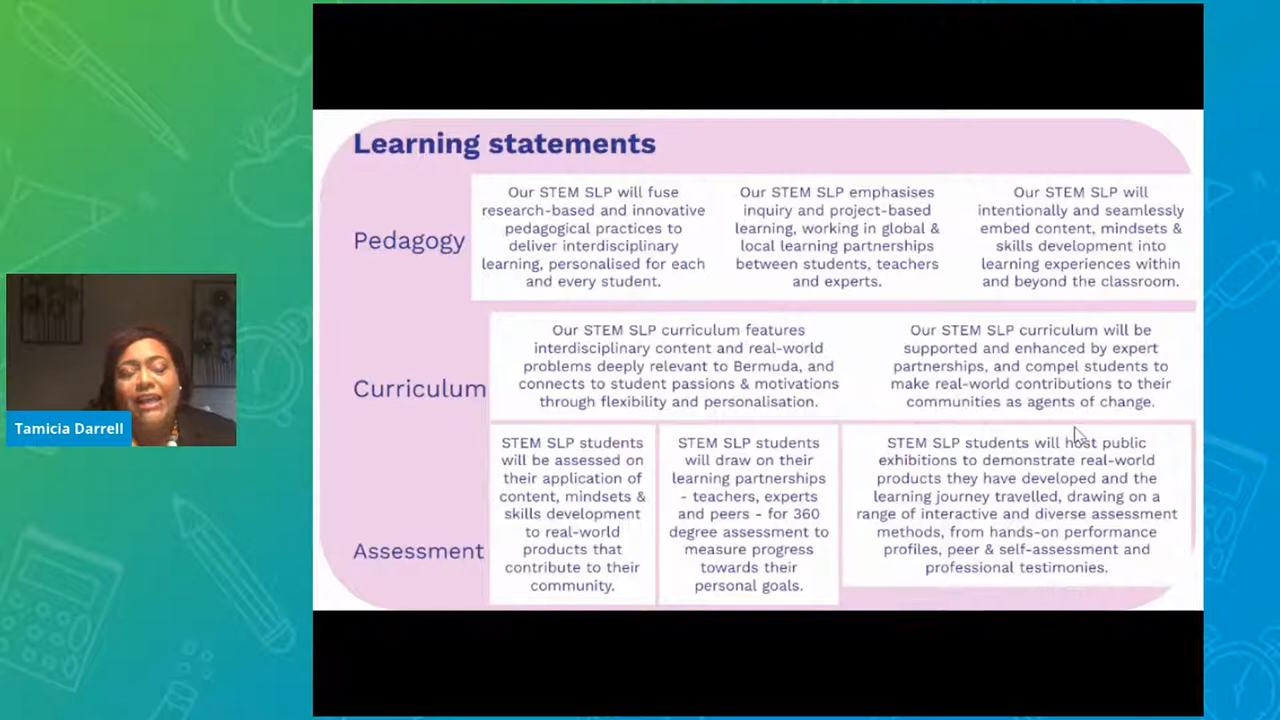 Learning statements
Pedagogy
Our STEM SLP will fuse
research-based and innovative
pedagogical practices to
deliver interdisciplinary
learning, personalised for each
and every student.
Our STEM SLP emphasises
inquiry and project-based
learning, working in global &
local learning partnerships
between students, teachers
and experts.
Our STEM SLP will
intentionally and seamlessly
embed content, mindsets &
skills development into
learning experiences within
and beyond the classroom.
Curriculum
Our STEM SLP curriculum features
interdisciplinary content and real-world
problems deeply relevant to Bermuda, and
connects to student passions & motivations
through flexibility and personalisation.
Our STEM SLP curriculum will be
supported and enhanced by expert
partnerships, and compel students to
make real-world contributions to their
communities as agents of change.
Assessment
STEM SLP students
will be assessed on
their application of
content, mindsets &
skills development
to real-world
products that
contribute to their
community.
STEM SLP students
will draw on their
learning partnerships
- teachers, experts
and peers - for 360
degree assessment to
measure progress
towards their
personal goals.
STEM SLP students will host public
exhibitions to demonstrate real-world
products they have developed and the
learning journey travelled, drawing on a
range of interactive and diverse assessment
methods, from hands-on performance
profiles, peer & self-assessment and
professional testimonies.
Tamicia Darrell